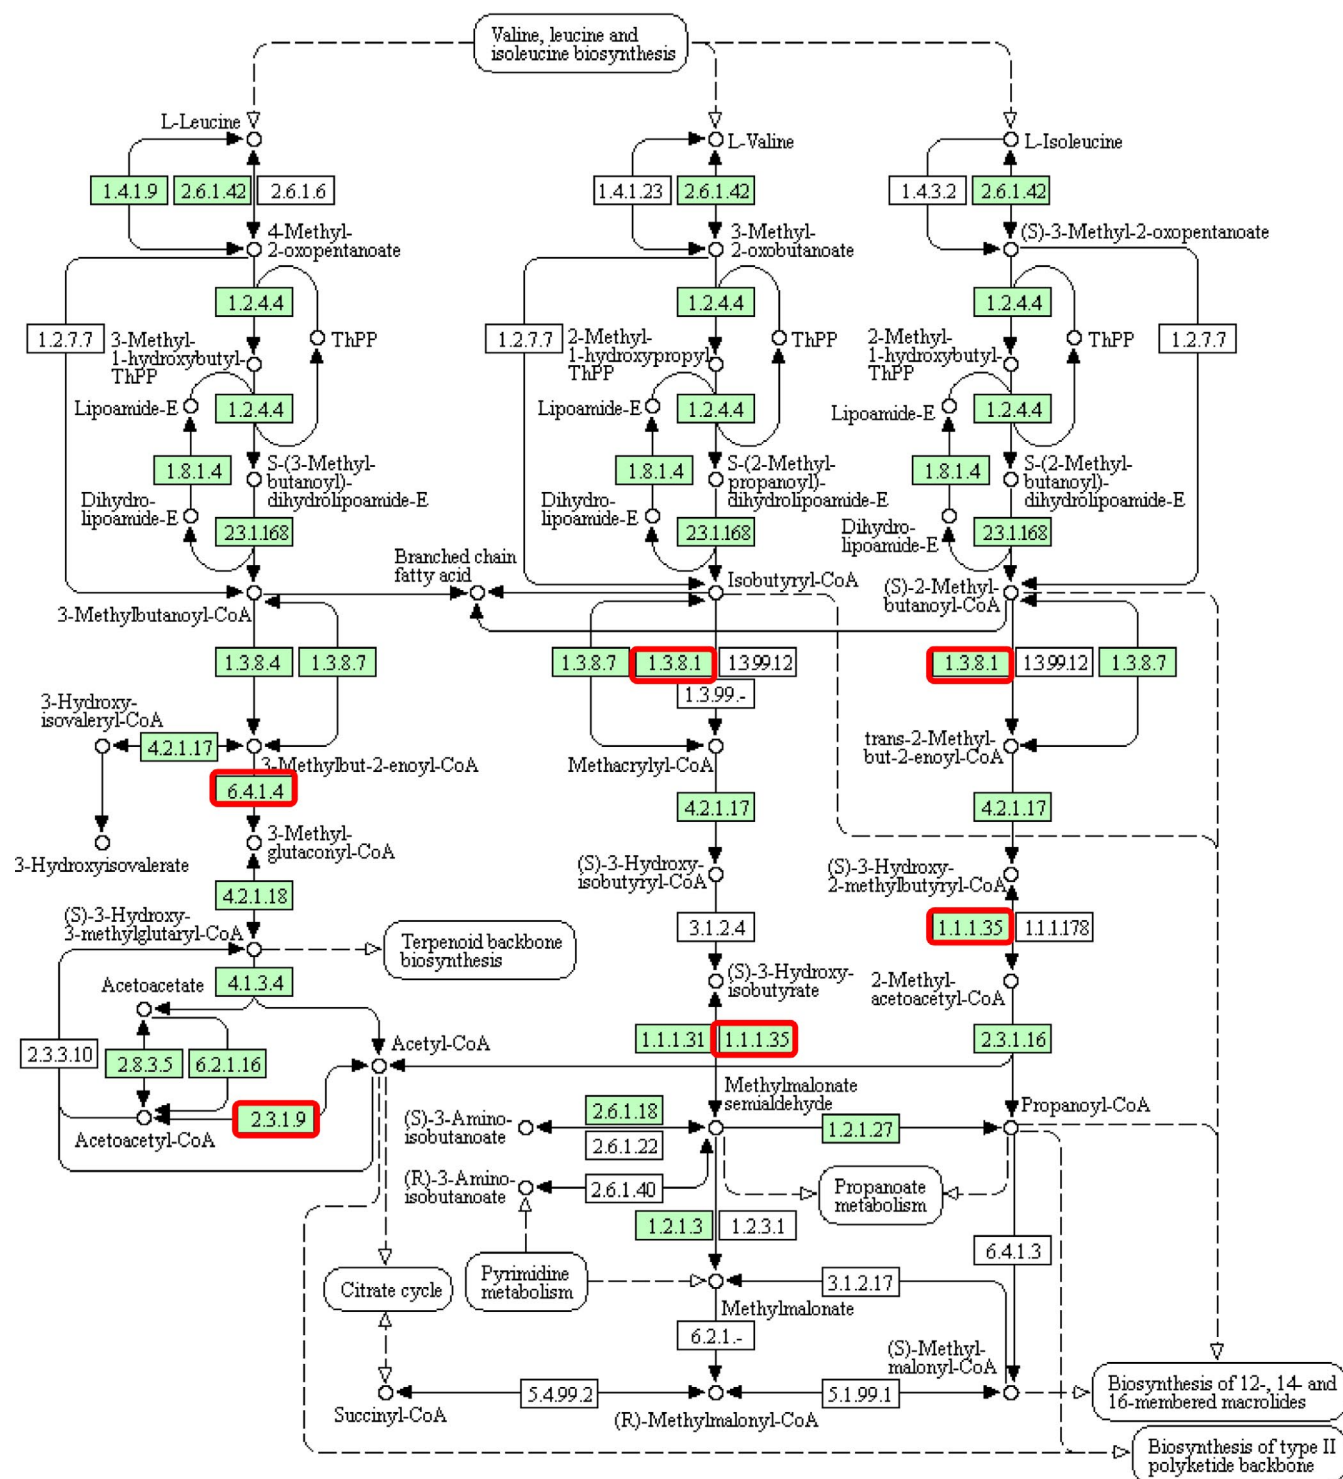 Valine, leucine and
isoleucine biosynthesis
L-Leucine
L-Valine
L-Isoleucine
1.4.1.9
2.6.1.42
2.6.1.6
1.4.1.23
2.6.1.42
1.4.3.2
2.6.1.42
4-Methyl-
2-oxopentanoate
3-Methyl-
2-oxobutanoate
(S)-3-Methyl-2-oxopentanoate
1.2.4.4
1.2.4.4
1.2.4.4
1.2.7.7
3-Methyl-
1-hydroxybutyl-
ThPP
ThPP
1.2.7.7
2-Methyl-
1-hydroxypropyl-
ThPP
ThPP
2-Methyl-
1-hydroxybutyl-
ThPP
ThPP
1.2.7.7
Lipoamide-E
1.2.4.4
Lipoamide-E
1.2.4.4
Lipoamide-E
1.2.4.4
1.8.1.4
S-(3-Methyl-
butanoyl)-
dihydrolipoamide-E
1.8.1.4
S-(2-Methyl-
propanoyl)-
dihydrolipoamide-E
1.8.1.4
S-(2-Methyl-
butanoyl)-
dihydrolipoamide-E
Dihydro-
lipoamide-E
Dihydro-
lipoamide-E
Dihydro-
lipoamide-E
2.3.1.168
2.3.1.168
2.3.1.168
Branched chain
fatty acid
3-Methylbutanoyl-CoA
Isobutyryl-CoA
(S)-2-Methyl-
butanoyl-CoA
1.3.8.4
1.3.8.7
1.3.8.7
1.3.8.1
1.3.99.12
1.3.99.-
1.3.8.1
1.3.99.12
1.3.8.7
3-Hydroxy-
isovaleryl-CoA
4.2.1.17
3-Methylbut-2-enoyl-CoA
Methacrylyl-CoA
trans-2-Methyl-
but-2-enoyl-CoA
6.4.1.4
4.2.1.17
4.2.1.17
3-Hydroxyisovalerate
3-Methyl-
glutaconyl-CoA
(S)-3-Hydroxy-
isobutyryl-CoA
(S)-3-Hydroxy-
2-methylbutyryl-CoA
4.2.1.18
(S)-3-Hydroxy-
3-methylglutaryl-CoA
Terpenoid backbone
biosynthesis
3.1.2.4
1.1.1.35
1.1.1.178
4.1.3.4
Acetoacetate
(S)-3-Hydroxy-
isobutyrate
2-Methyl-
acetoacetyl-CoA
2.3.3.10
2.8.3.5
6.2.1.16
Acetyl-CoA
1.1.1.31
1.1.1.35
2.3.1.16
2.3.1.9
Acetoacetyl-CoA
Methylmalonate
semialdehyde
Propanoyl-CoA
(S)-3-Amino-
isobutanoate
2.6.1.18
2.6.1.22
1.2.1.27
(R)-3-Amino-
isobutanoate
2.6.1.40
Propanoate
metabolism
1.2.1.3
1.2.3.1
6.4.1.3
Citrate cycle
Pyrimidine
metabolism
3.1.2.17
Methylmalonate
6.2.1.-
(S)-Methyl-
malonyl-CoA
Succinyl-CoA
5.4.99.2
(R)-Methylmalonyl-CoA
5.1.99.1
Biosynthesis of 12-, 14- and
16-membered macrolides
Biosynthesis of type II
polyketide backbone